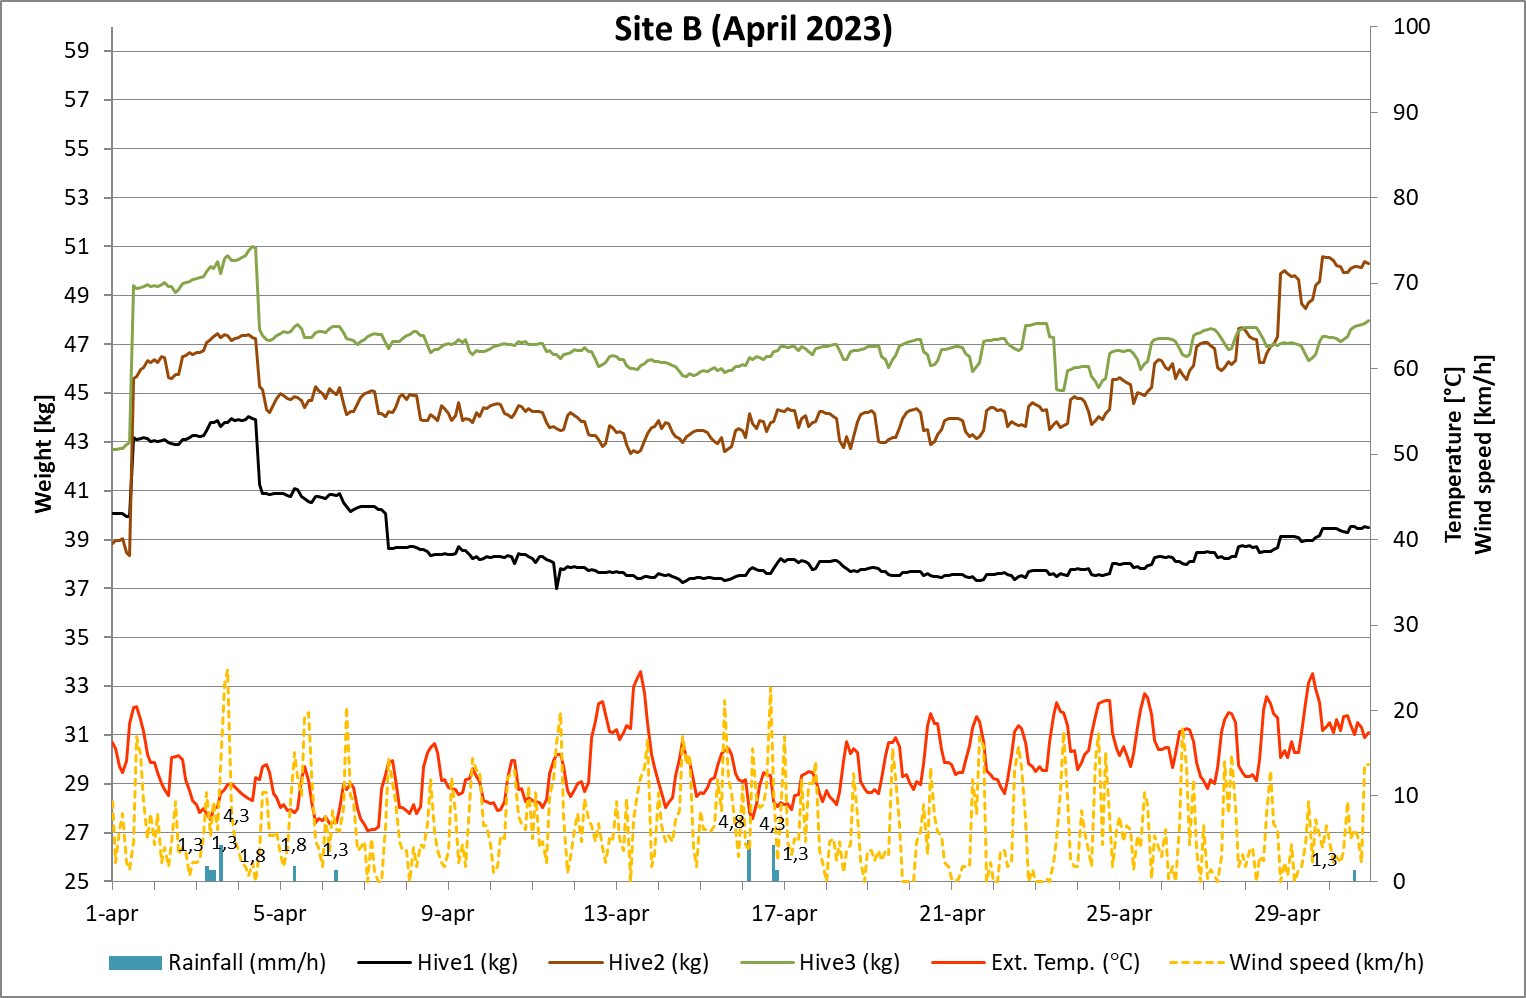 Site B (April 2023)
59
57
55
53
51
49
47
45
43
41
39
37
35
33
31
29
27
25
Weight [kg]
100
90
80
70
60
50
40
30
20
10
0
Temperature [°C]
Wind speed [km/h]
1,3
1,3
4,3
1,8
1,8
1,3
4,8
4,3
1,3
1,3
1-apr
5-apr
9-apr
13-apr
17-apr
21-apr
25-apr
29-apr
Rainfall (mm/h)
Hive1 (kg)
Hive2 (kg)
Hive3 (kg)
Ext. Temp. (°C)
Wind speed (km/h)